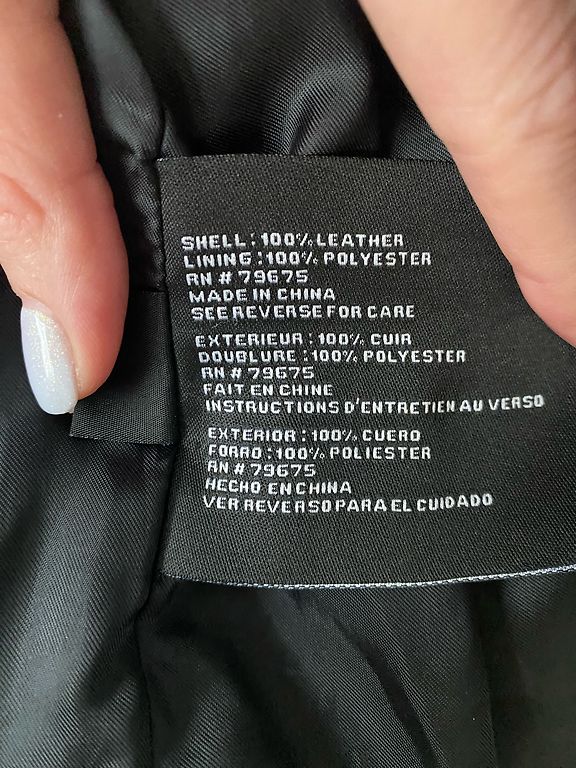 SHELL: 100% LEATHER
LINING: 100% POLYESTER
RN # 79675
MADE IN CHINA
SEE REVERSE FOR CARE
EXTERIEUR: 100% CUIR
DOUBLURE: 100% POLYESTER
RN # 79675
FAIT EN CHINE
INSTRUCTIONS D'ENTRETIEN AU VERSO
EXTERIOR: 100% CUERO
FORRO: 100% POLIESTER
RN # 79675
HECHO EN CHINA
VER REVERSO PARA EL CUIDADO